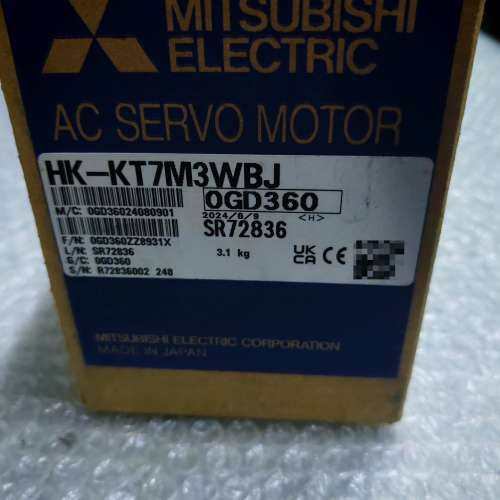 MITSUBISHI
ELECTRIC
AC SERVO MOTOR
HK-KT7M3WBJ
M/C: 0GD36024080901
0GD360
2024/8/9 <H>
SR72836
F/N: 0GD360ZZ8931X
L/N: SR72836
G/C: 0GD360
S/N: R72836002 248
3.1 kg
UK
CA CE
MITSUBISHI ELECTRIC CORPORATION
MADE IN JAPAN